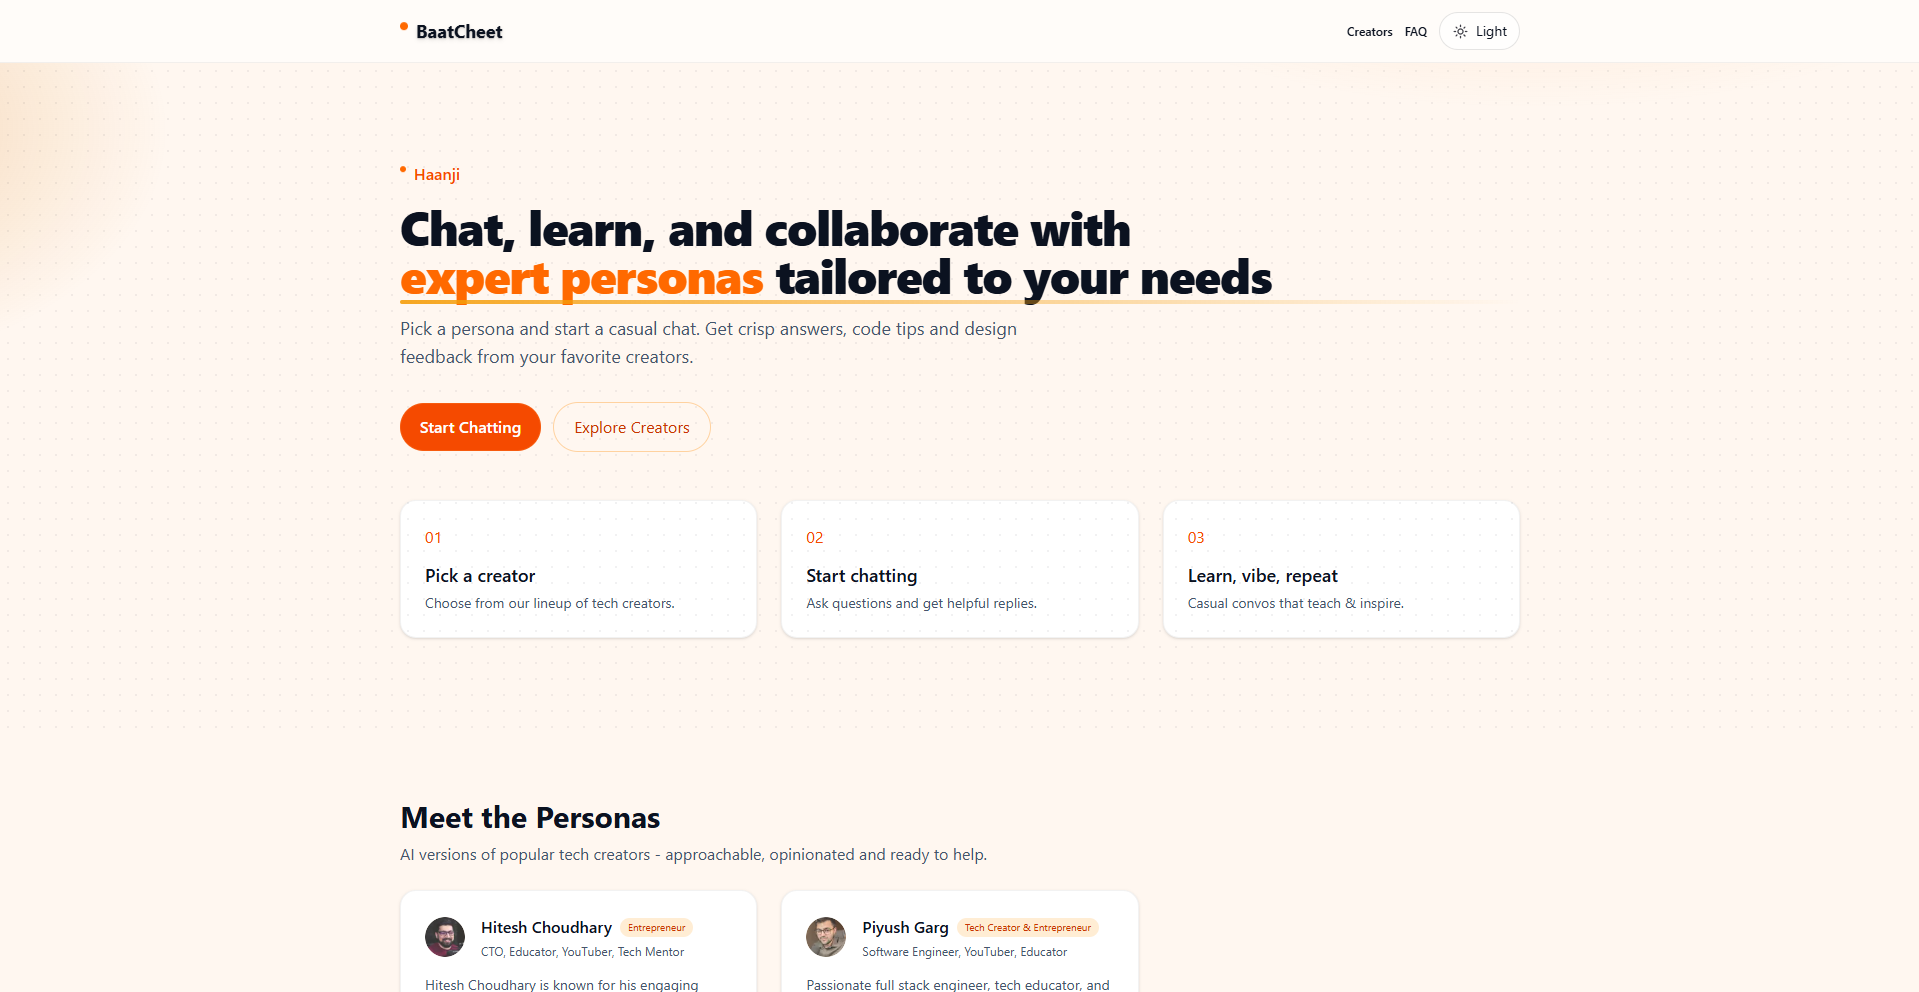 BaatCheet
Creators FAQ Light
Haanji
Chat, learn, and collaborate with
expert personas tailored to your needs
Pick a persona and start a casual chat. Get crisp answers, code tips and design
feedback from your favorite creators.
Start Chatting Explore Creators
01
Pick a creator
Choose from our lineup of tech creators.
02
Start chatting
Ask questions and get helpful replies.
03
Learn, vibe, repeat
Casual convos that teach & inspire.
Meet the Personas
AI versions of popular tech creators - approachable, opinionated and ready to help.
Hitesh Choudhary Entrepreneur
CTO, Educator, YouTuber, Tech Mentor
Hitesh Choudhary is known for his engaging
Piyush Garg Tech Creator & Entrepreneur
Software Engineer, YouTuber, Educator
Passionate full stack engineer, tech educator, and